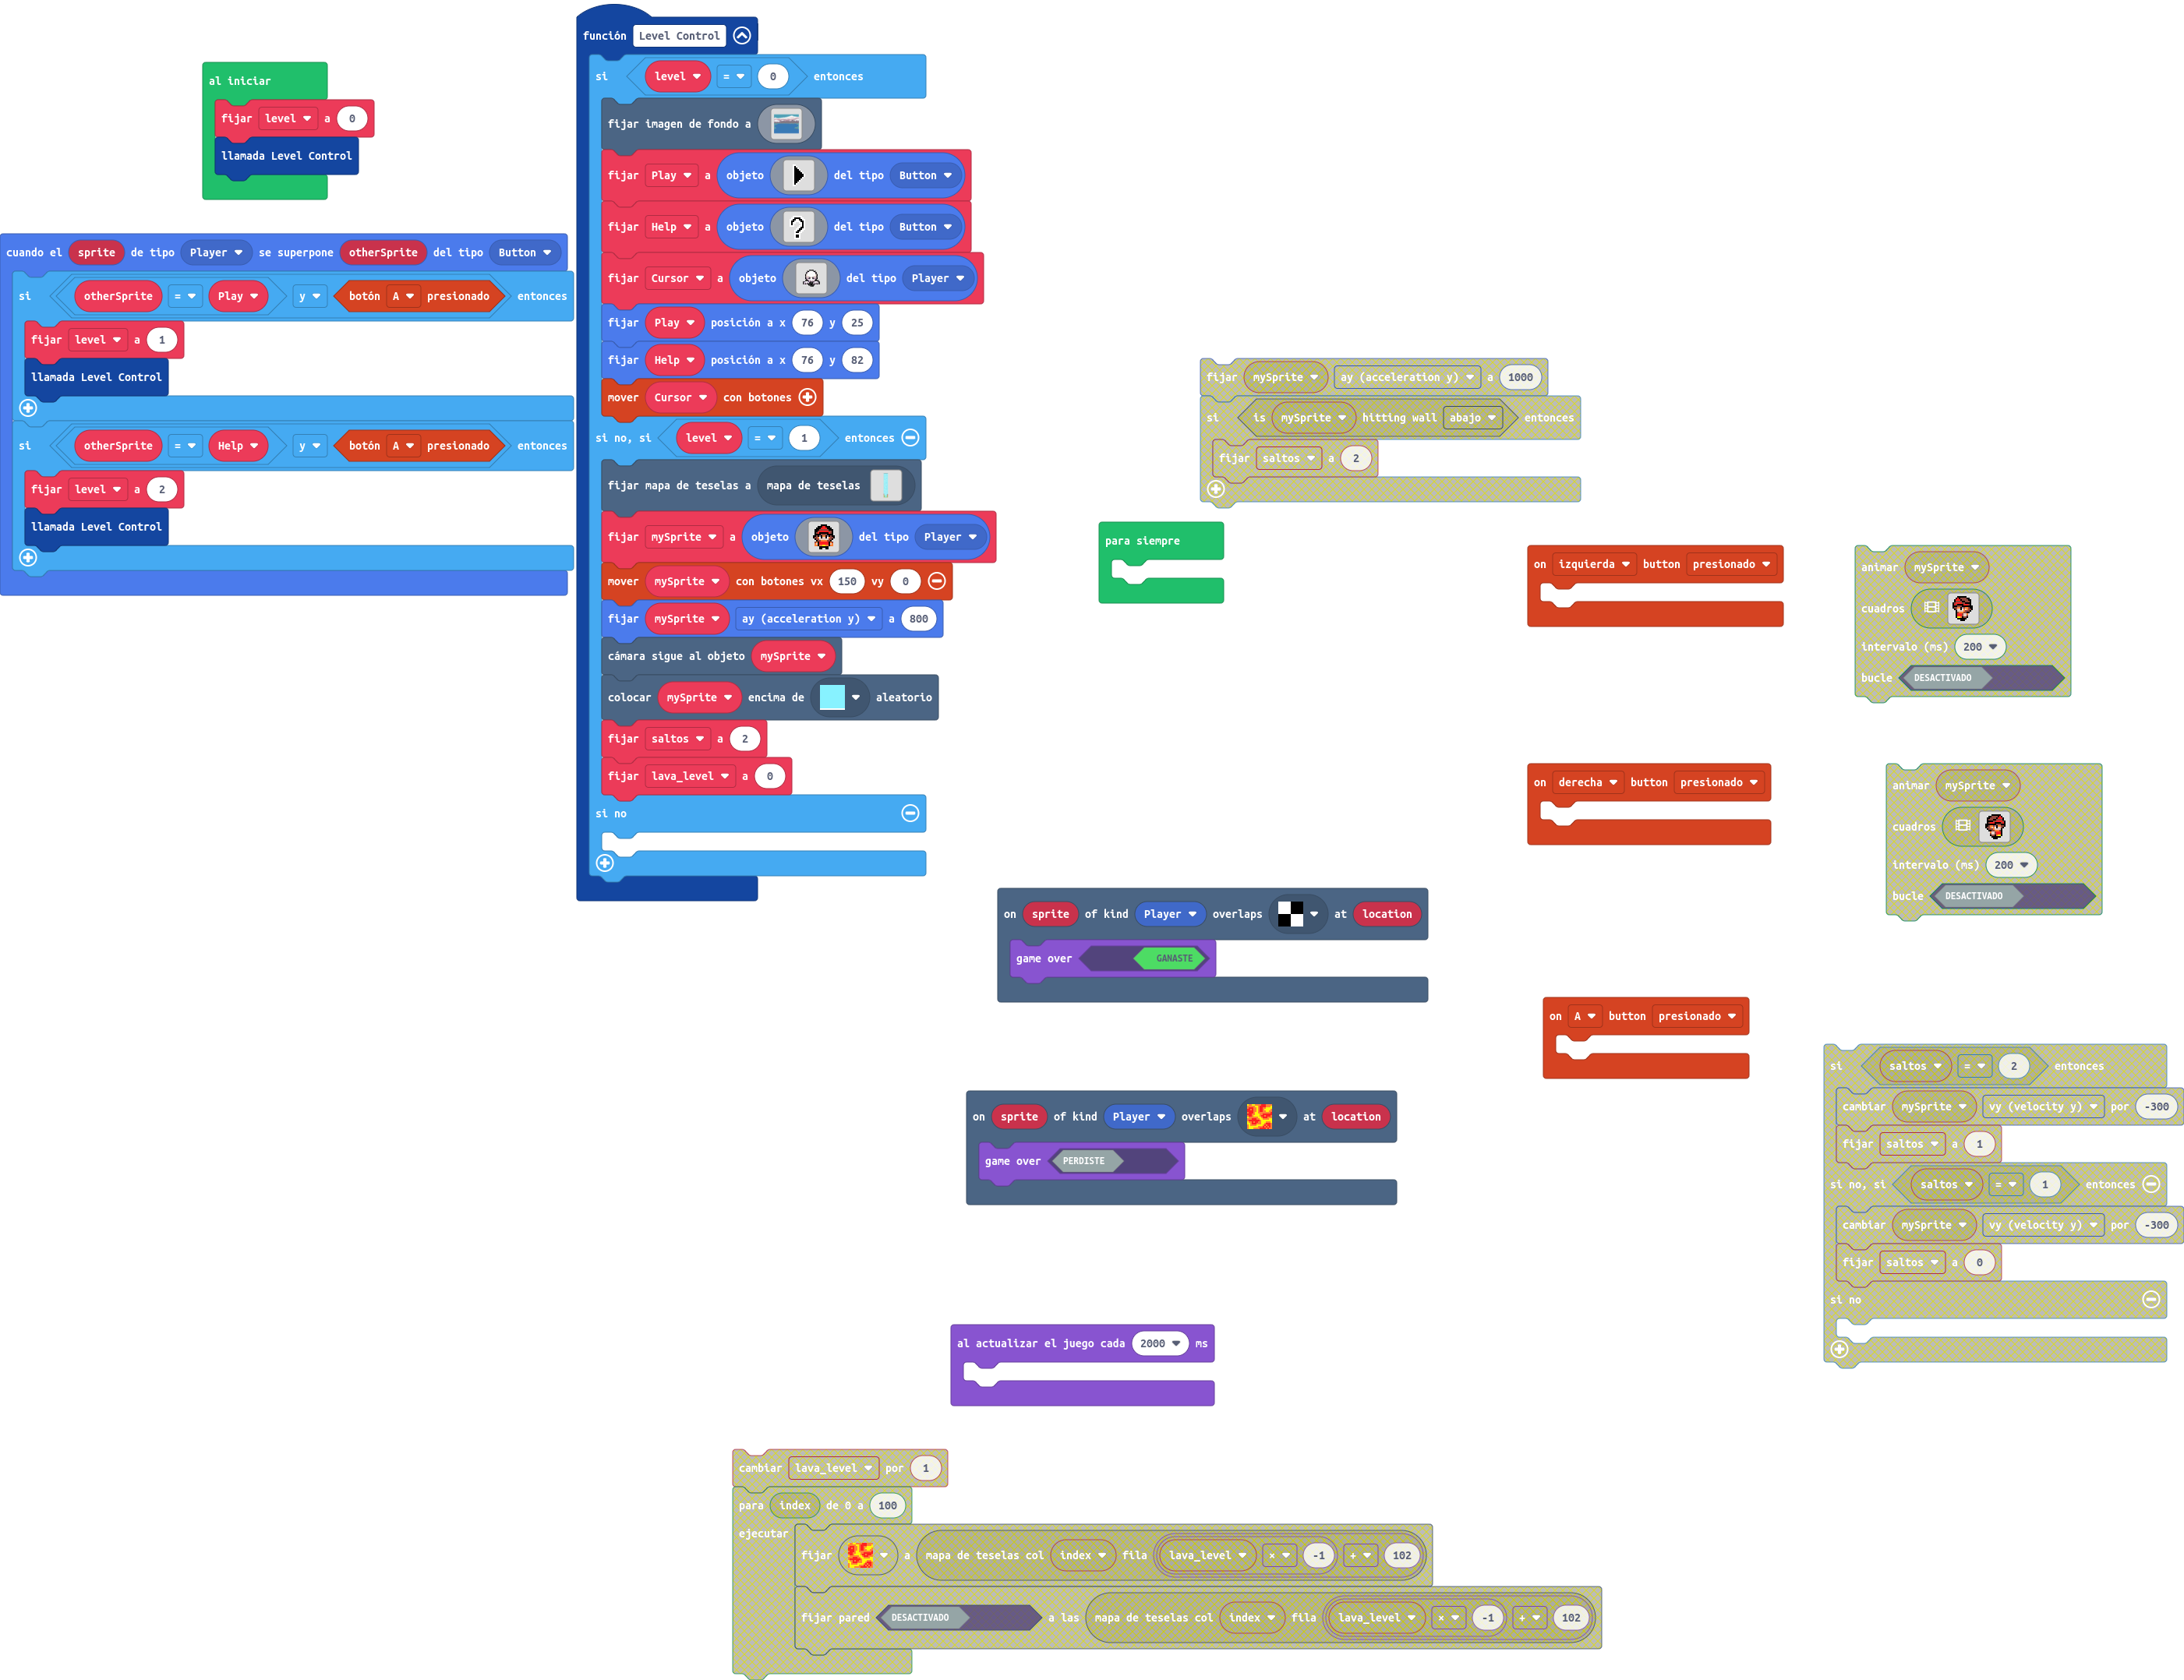 al iniciar
fijar level a 0
llamada Level Control
cuando el sprite de tipo Player se superpone otherSprite del tipo Button
si otherSprite = Play y botón A presionado entonces
fijar level a 1
llamada Level Control
si otherSprite = Help y botón A presionado entonces
fijar level a 2
llamada Level Control
función Level Control
si level = 0 entonces
fijar imagen de fondo a
fijar Play a objeto del tipo Button
fijar Help a objeto ? del tipo Button
fijar Cursor a objeto del tipo Player
fijar Play posición a x 76 y 25
fijar Help posición a x 76 y 82
mover Cursor con botones
si no, si level = 1 entonces
fijar mapa de teselas a mapa de teselas
fijar mySprite a objeto del tipo Player
mover mySprite con botones vx 150 vy 0
fijar mySprite ay (acceleration y) a 800
cámara sigue al objeto mySprite
colocar mySprite encima de aleatorio
fijar saltos a 2
fijar lava_level a 0
si no
fijar mySprite ay (acceleration y) a 1000
si is mySprite hitting wall abajo entonces
fijar saltos a 2
para siempre
on izquierda button presionado
animar mySprite
cuadros
intervalo (ms) 200
bucle DESACTIVADO
on derecha button presionado
animar mySprite
cuadros
intervalo (ms) 200
bucle DESACTIVADO
on sprite of kind Player overlaps at location
game over GANASTE
on A button presionado
si saltos = 2 entonces
cambiar mySprite vy (velocity y) por -300
fijar saltos a 1
si no, si saltos = 1 entonces
cambiar mySprite vy (velocity y) por -300
fijar saltos a 0
si no
on sprite of kind Player overlaps at location
game over PERDISTE
al actualizar el juego cada 2000 ms
cambiar lava_level por 1
para index de 0 a 100
ejecutar
fijar a mapa de teselas col index fila lava_level × -1 + 102
fijar pared DESACTIVADO a las mapa de teselas col index fila lava_level × -1 + 102